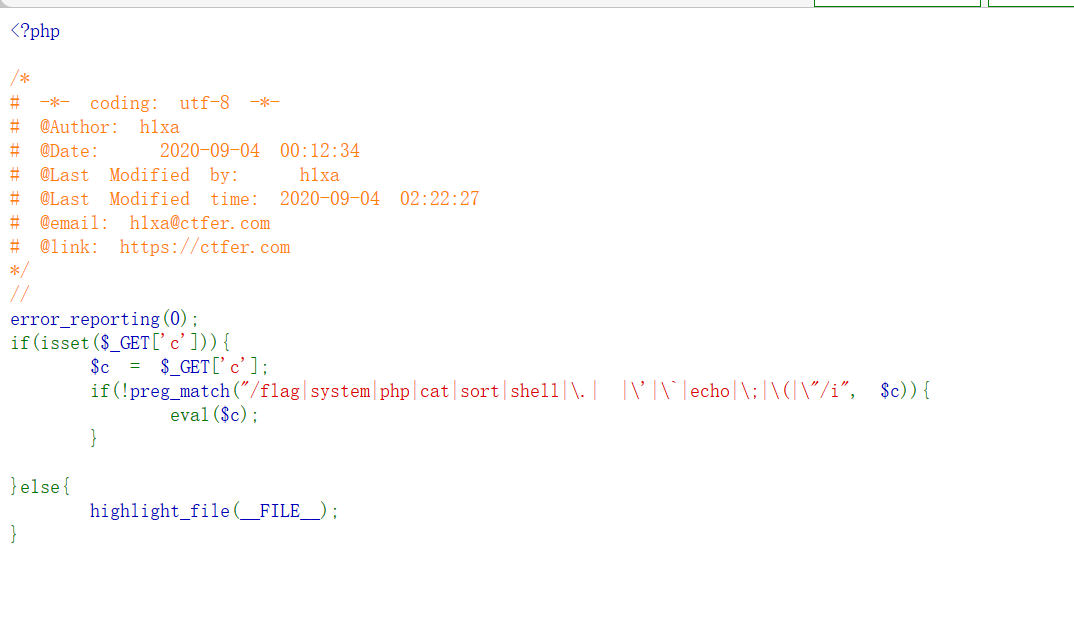 <?php
/*
# -*- coding: utf-8 -*-
# @Author: h1xa
# @Date:   2020-09-04 00:12:34
# @Last Modified by:   h1xa
# @Last Modified time: 2020-09-04 02:22:27
# @email: h1xa@ctfer.com
# @link: https://ctfer.com
*/
//
error_reporting(0);
if(isset($_GET['c'])){
    $c = $_GET['c'];
    if(!preg_match("/flag|system|php|cat|sort|shell|\.| |\'|\`|echo|\;|\(|\"/i", $c)){
        eval($c);
    }
}else{
    highlight_file(__FILE__);
}